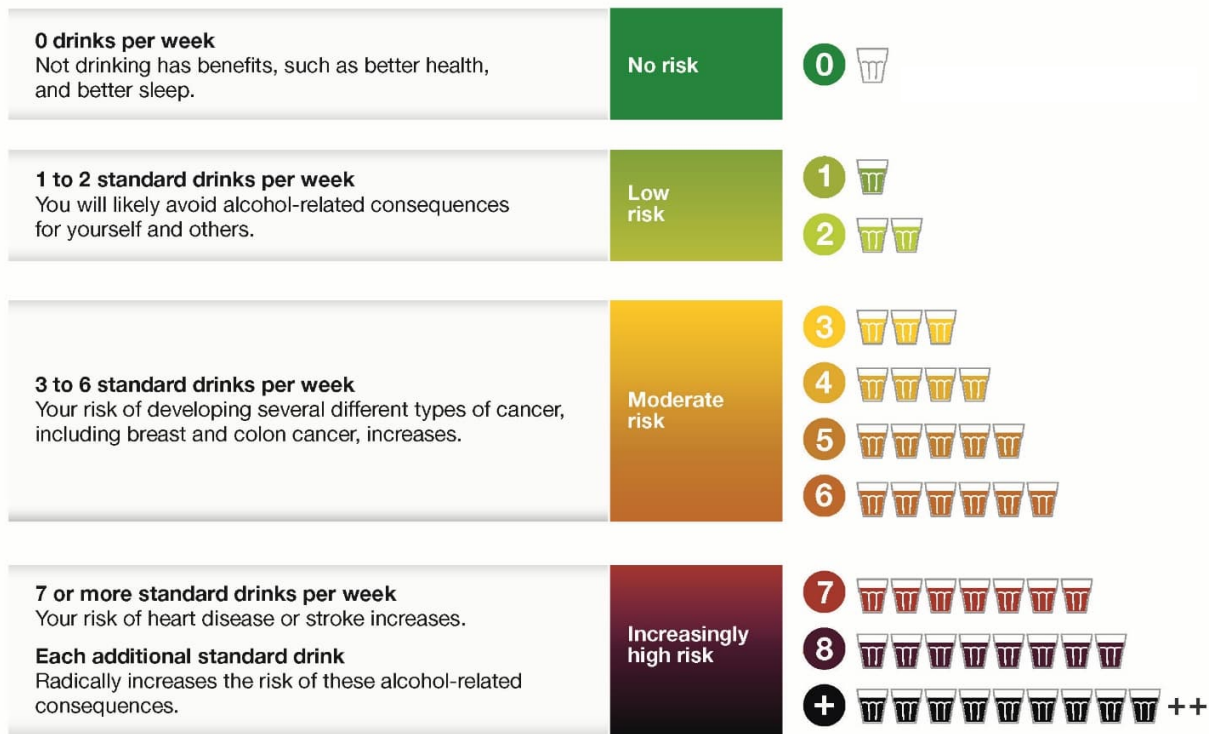 0 drinks per week
Not drinking has benefits, such as better health,
and better sleep.
No risk
0
1 to 2 standard drinks per week
You will likely avoid alcohol-related consequences
for yourself and others.
Low
risk
1
2
3 to 6 standard drinks per week
Your risk of developing several different types of cancer,
including breast and colon cancer, increases.
Moderate
risk
3
4
5
6
7 or more standard drinks per week
Your risk of heart disease or stroke increases.
Each additional standard drink
Radically increases the risk of these alcohol-related
consequences.
Increasingly
high risk
7
8
+ ++